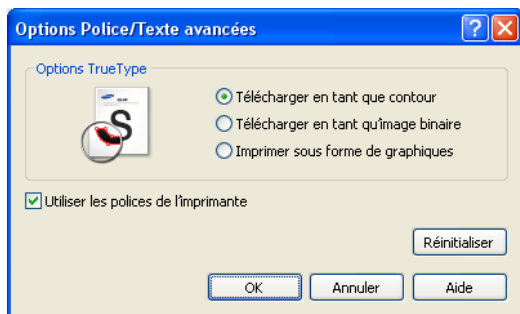 Options Police/Texte avancées
Options TrueType
S
Télécharger en tant que contour
Télécharger en tant qu'image binaire
Imprimer sous forme de graphiques
Utiliser les polices de l'imprimante
Réinitialiser
OK
Annuler
Aide